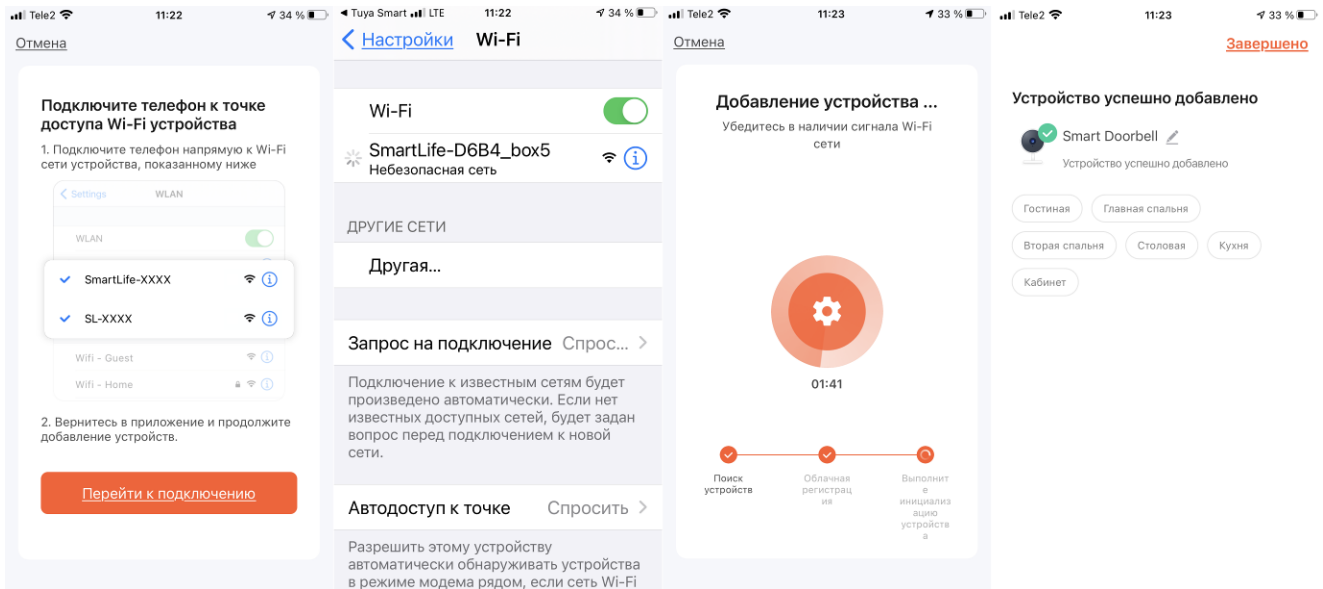 Tele2 11:22 34 %
Отмена
Подключите телефон к точке
доступа Wi-Fi устройства
1. Подключите телефон напрямую к Wi-Fi
сети устройства, показанному ниже
Settings WLAN
WLAN
SmartLife-XXXX
SL-XXXX
Wifi - Guest
Wifi - Home
2. Вернитесь в приложение и продолжите
добавление устройств.
Перейти к подключению
Tuya Smart LTE 11:22 34 %
Настройки Wi-Fi
Wi-Fi
SmartLife-D6B4_box5
Небезопасная сеть
ДРУГИЕ СЕТИ
Другая...
Запрос на подключение Спрос...
Подключение к известным сетям будет
произведено автоматически. Если нет
известных доступных сетей, будет задан
вопрос перед подключением к новой
сети.
Автодоступ к точке Спросить
Разрешить этому устройству
автоматически обнаруживать устройства
в режиме модема рядом, если сеть Wi-Fi
Tele2 11:23 33 %
Отмена
Добавление устройства ...
Убедитесь в наличии сигнала Wi-Fi
сети
01:41
Поиск
устройств
Облачная
регистрац
ия
Выполнит
е
инициализ
ацию
устройств
а
Tele2 11:23 33 %
Завершено
Устройство успешно добавлено
Smart Doorbell
Устройство успешно добавлено
Гостиная Главная спальня
Вторая спальня Столовая Кухня
Кабинет